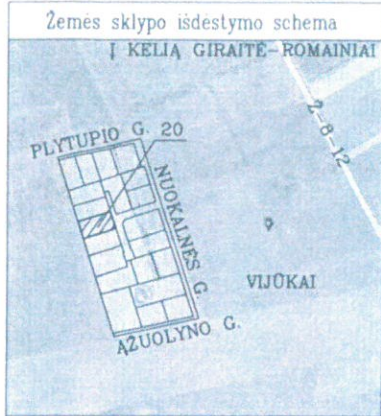 Žemės sklypo išdėstymo schema
Į KELIĄ GIRAITĖ-ROMAINIAI
2-8-12
PLYTUPIO G. 20
NUOKALNĖS G.
VIJŪKAI
ĄŽUOLYNO G.